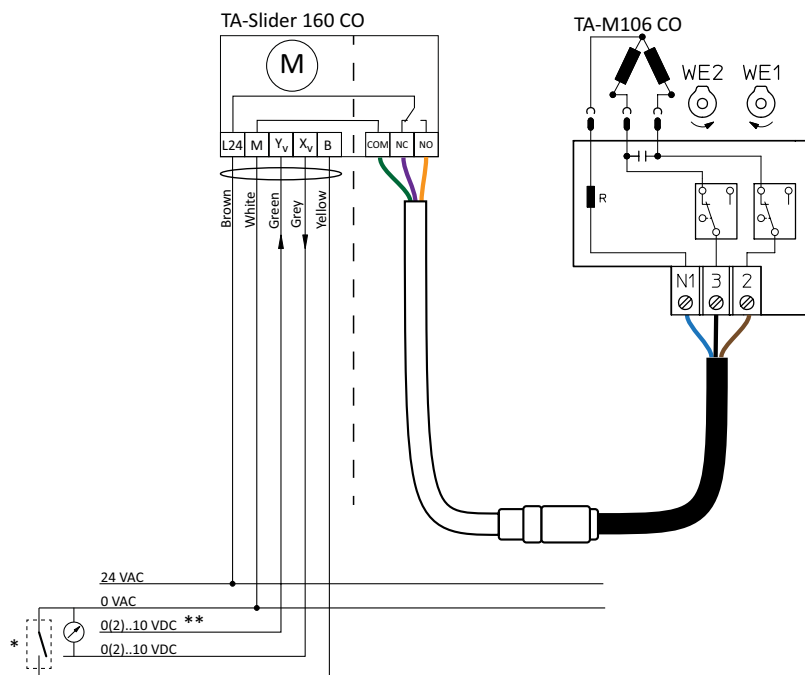 TA-Slider 160 CO
TA-M106 CO
M
WE2 WE1
L24 M Yv Xv B COM NC NO
R
Brown
White
Green
Grey
Yellow
N1 3 2
24 VAC
0 VAC
0(2)..10 VDC **
0(2)..10 VDC
*